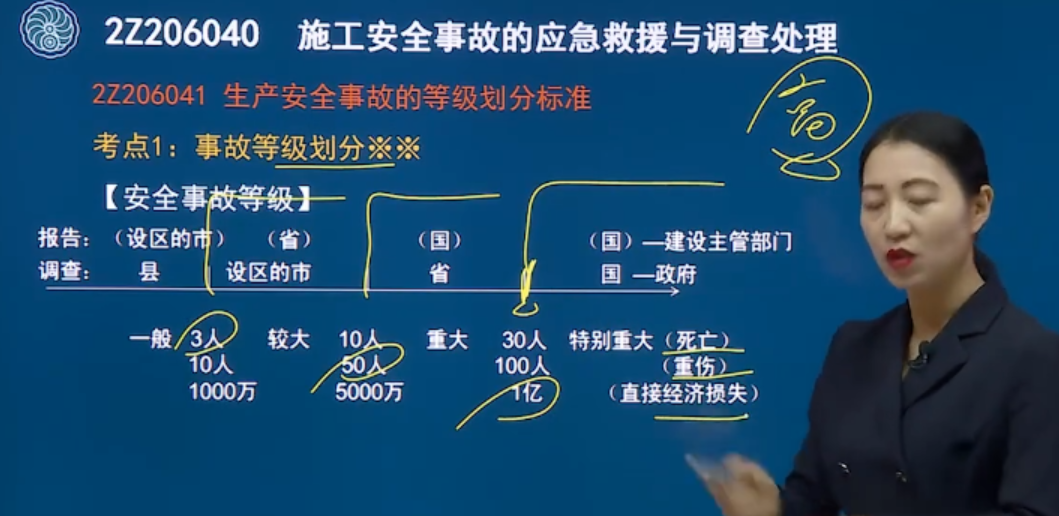 2Z206040 施工安全事故的应急救援与调查处理
2Z206041 生产安全事故的等级划分标准
考点1：事故等级划分※※
【安全事故等级】
报告：（设区的市） （省） （国） （国）—建设主管部门
调查： 县 设区的市 省 国 —政府
一般 3人 较大 10人 重大 30人 特别重大（死亡）
10人 50人 100人 （重伤）
1000万 5000万 1亿 （直接经济损失）